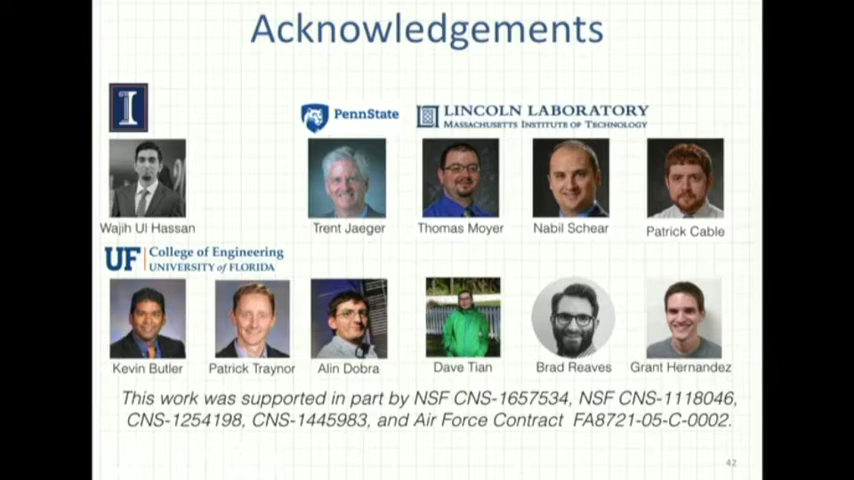 Acknowledgements
I
PennState
LINCOLN LABORATORY
MASSACHUSETTS INSTITUTE OF TECHNOLOGY
Wajih Ul Hassan
Trent Jaeger
Thomas Moyer
Nabil Schear
Patrick Cable
UF College of Engineering
UNIVERSITY of FLORIDA
Kevin Butler
Patrick Traynor
Alin Dobra
Dave Tian
Brad Reaves
Grant Hernandez
This work was supported in part by NSF CNS-1657534, NSF CNS-1118046,
CNS-1254198, CNS-1445983, and Air Force Contract FA8721-05-C-0002.
42